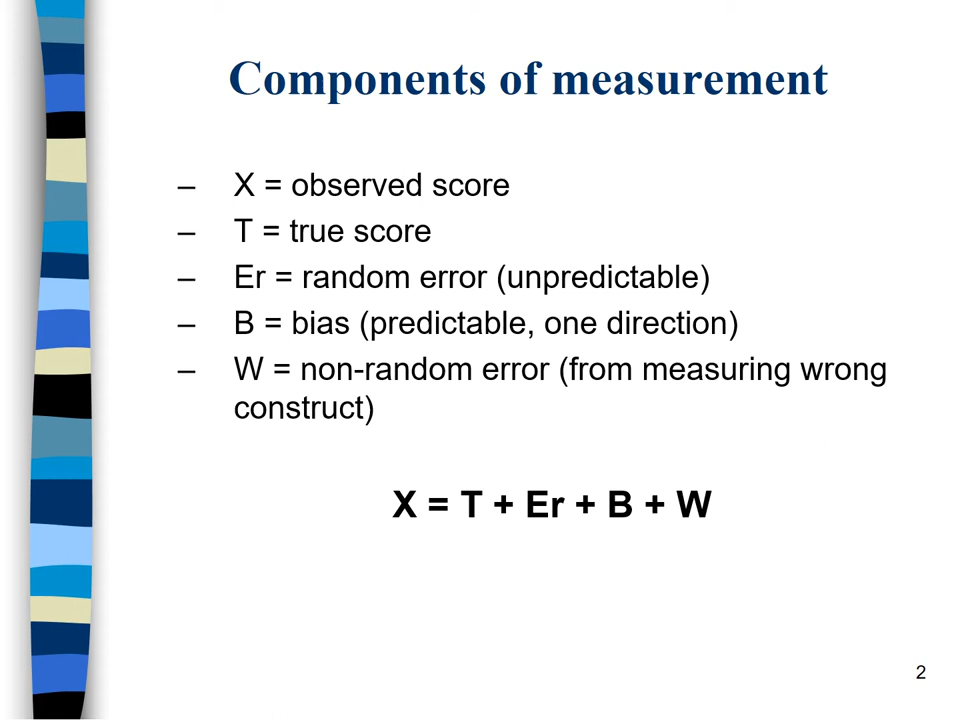 Components of measurement
– X = observed score
– T = true score
– Er = random error (unpredictable)
– B = bias (predictable, one direction)
– W = non-random error (from measuring wrong
construct)
X = T + Er + B + W
2